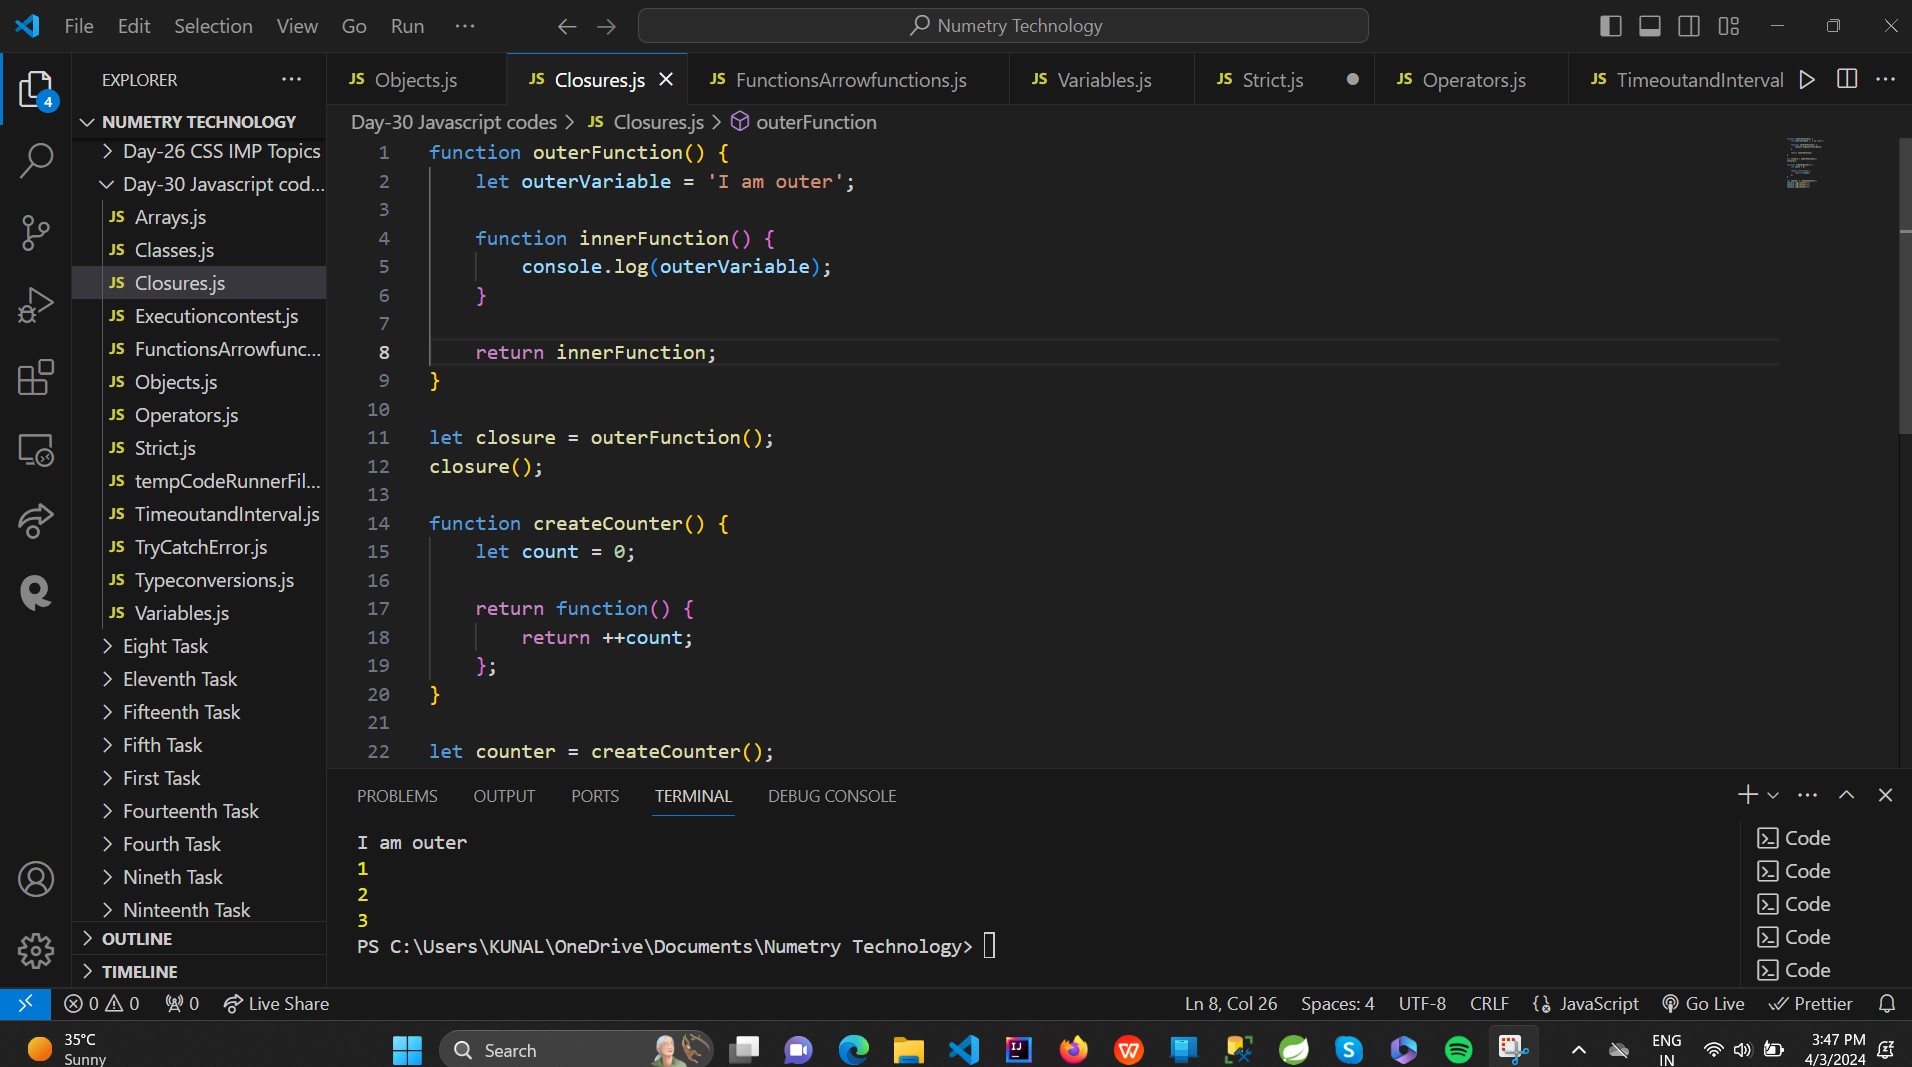 File Edit Selection View Go Run ...
Numetry Technology
EXPLORER
Objects.js
Closures.js
FunctionsArrowfunctions.js
Variables.js
Strict.js
Operators.js
TimeoutandInterval
4
NUMETRY TECHNOLOGY
Day-26 CSS IMP Topics
Day-30 Javascript cod...
JS Arrays.js
JS Classes.js
JS Closures.js
JS Executioncontest.js
JS FunctionsArrowfunc...
JS Objects.js
JS Operators.js
JS Strict.js
JS tempCodeRunnerFil...
JS TimeoutandInterval.js
JS TryCatchError.js
JS Typeconversions.js
JS Variables.js
Eight Task
Eleventh Task
Fifteenth Task
Fifth Task
First Task
Fourteenth Task
Fourth Task
Nineth Task
Ninteenth Task
OUTLINE
TIMELINE
Day-30 Javascript codes > JS Closures.js > outerFunction
1 function outerFunction() {
2     let outerVariable = 'I am outer';
3
4     function innerFunction() {
5         console.log(outerVariable);
6     }
7
8     return innerFunction;
9 }
10
11 let closure = outerFunction();
12 closure();
13
14 function createCounter() {
15     let count = 0;
16
17     return function() {
18         return ++count;
19     };
20 }
21
22 let counter = createCounter();
PROBLEMS OUTPUT PORTS TERMINAL DEBUG CONSOLE
I am outer
1
2
3
PS C:\Users\KUNAL\OneDrive\Documents\Numetry Technology>
Code
Code
Code
Code
Code
0 0 0 Live Share
Ln 8, Col 26 Spaces: 4 UTF-8 CRLF JavaScript Go Live Prettier
35°C
Sunny
Search
ENG
IN
3:47 PM
4/3/2024